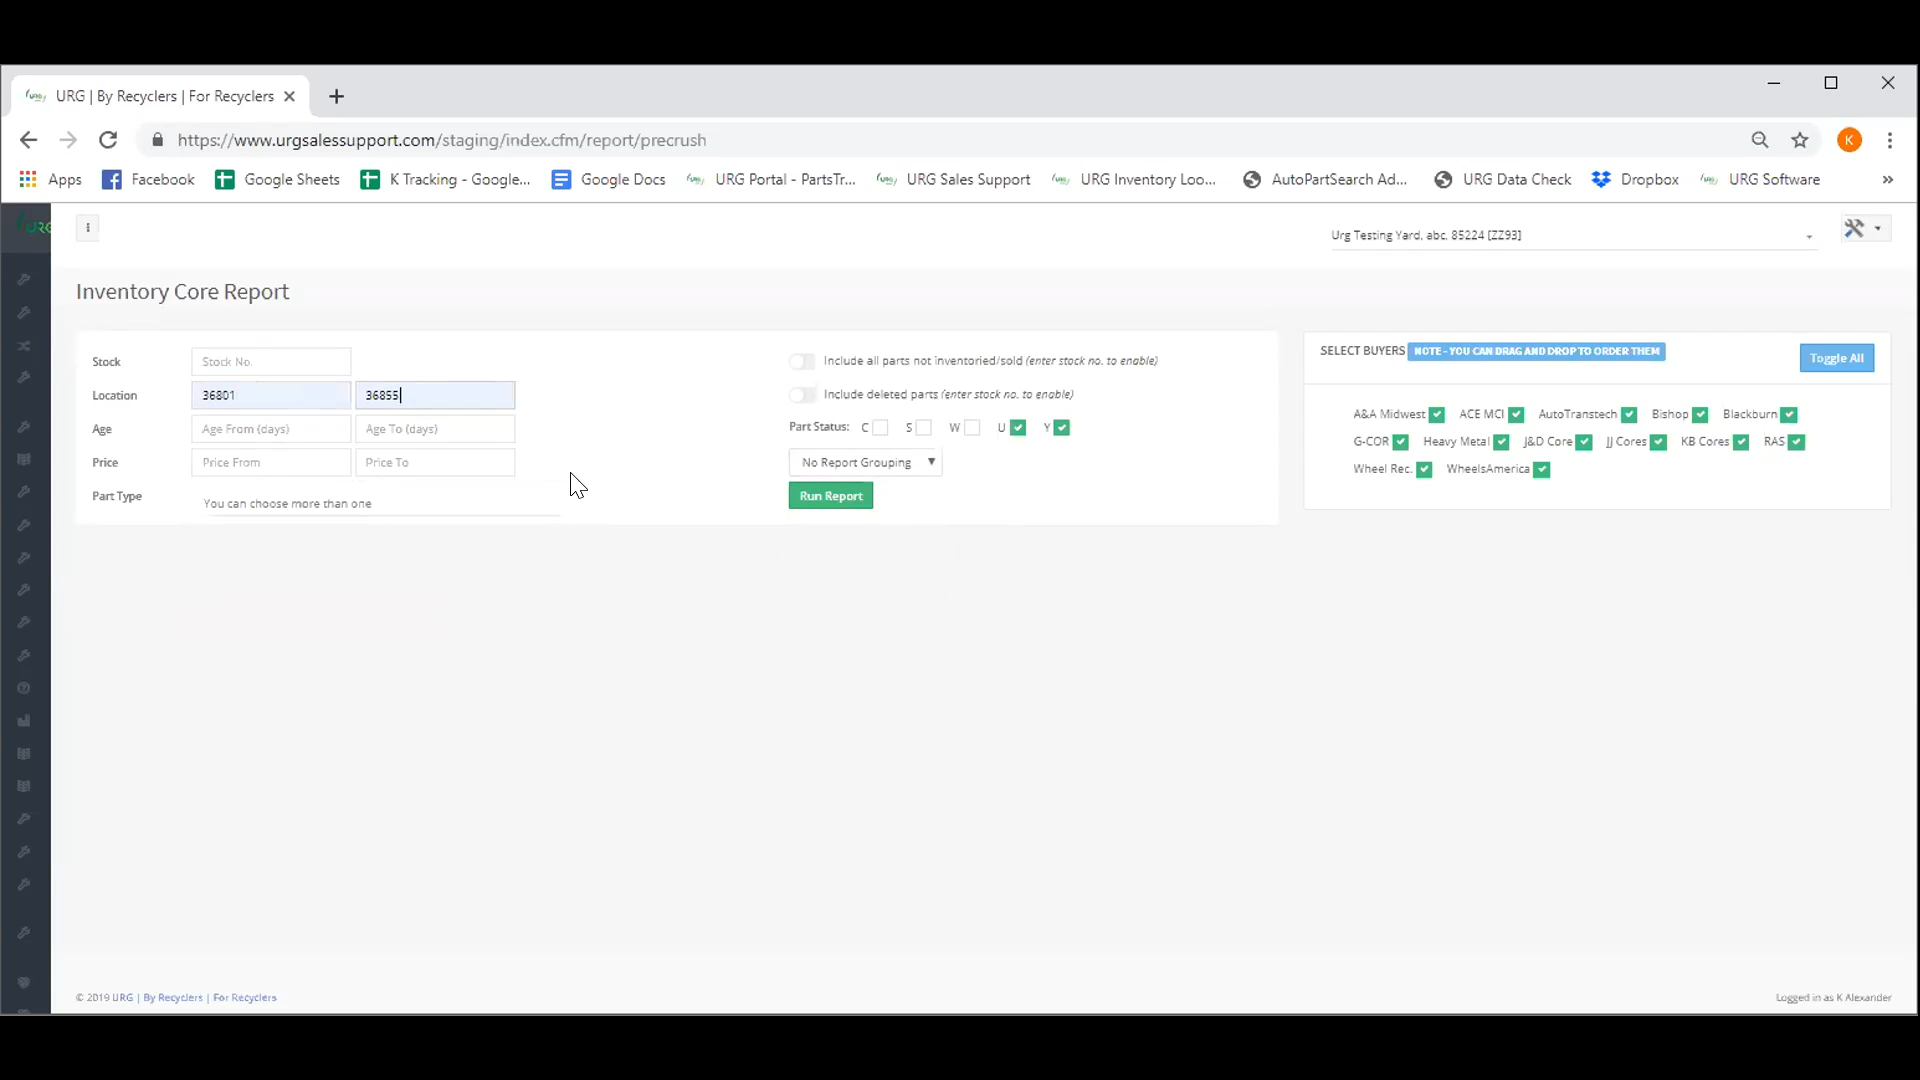 URG | By Recyclers | For Recyclers
https://www.urgsalessupport.com/staging/index.cfm/report/precrush
K
Apps Facebook Google Sheets K Tracking - Google... Google Docs URG Portal - PartsTr... URG Sales Support URG Inventory Loo... AutoPartSearch Ad... URG Data Check Dropbox URG Software »
URG
Urg Testing Yard, abc, 85224 [ZZ93]
Inventory Core Report
Stock Stock No.
Location 36801 36855
Age Age From (days) Age To (days)
Price Price From Price To
Part Type You can choose more than one
Include all parts not inventoried/sold (enter stock no. to enable)
Include deleted parts (enter stock no. to enable)
Part Status: C S W U Y
No Report Grouping
Run Report
SELECT BUYERS NOTE - YOU CAN DRAG AND DROP TO ORDER THEM
Toggle All
A&A Midwest ACE MCI AutoTranstech Bishop Blackburn
G-COR Heavy Metal J&D Core JJ Cores KB Cores RAS
Wheel Rec. WheelsAmerica
© 2019 URG | By Recyclers | For Recyclers
Logged in as K Alexander